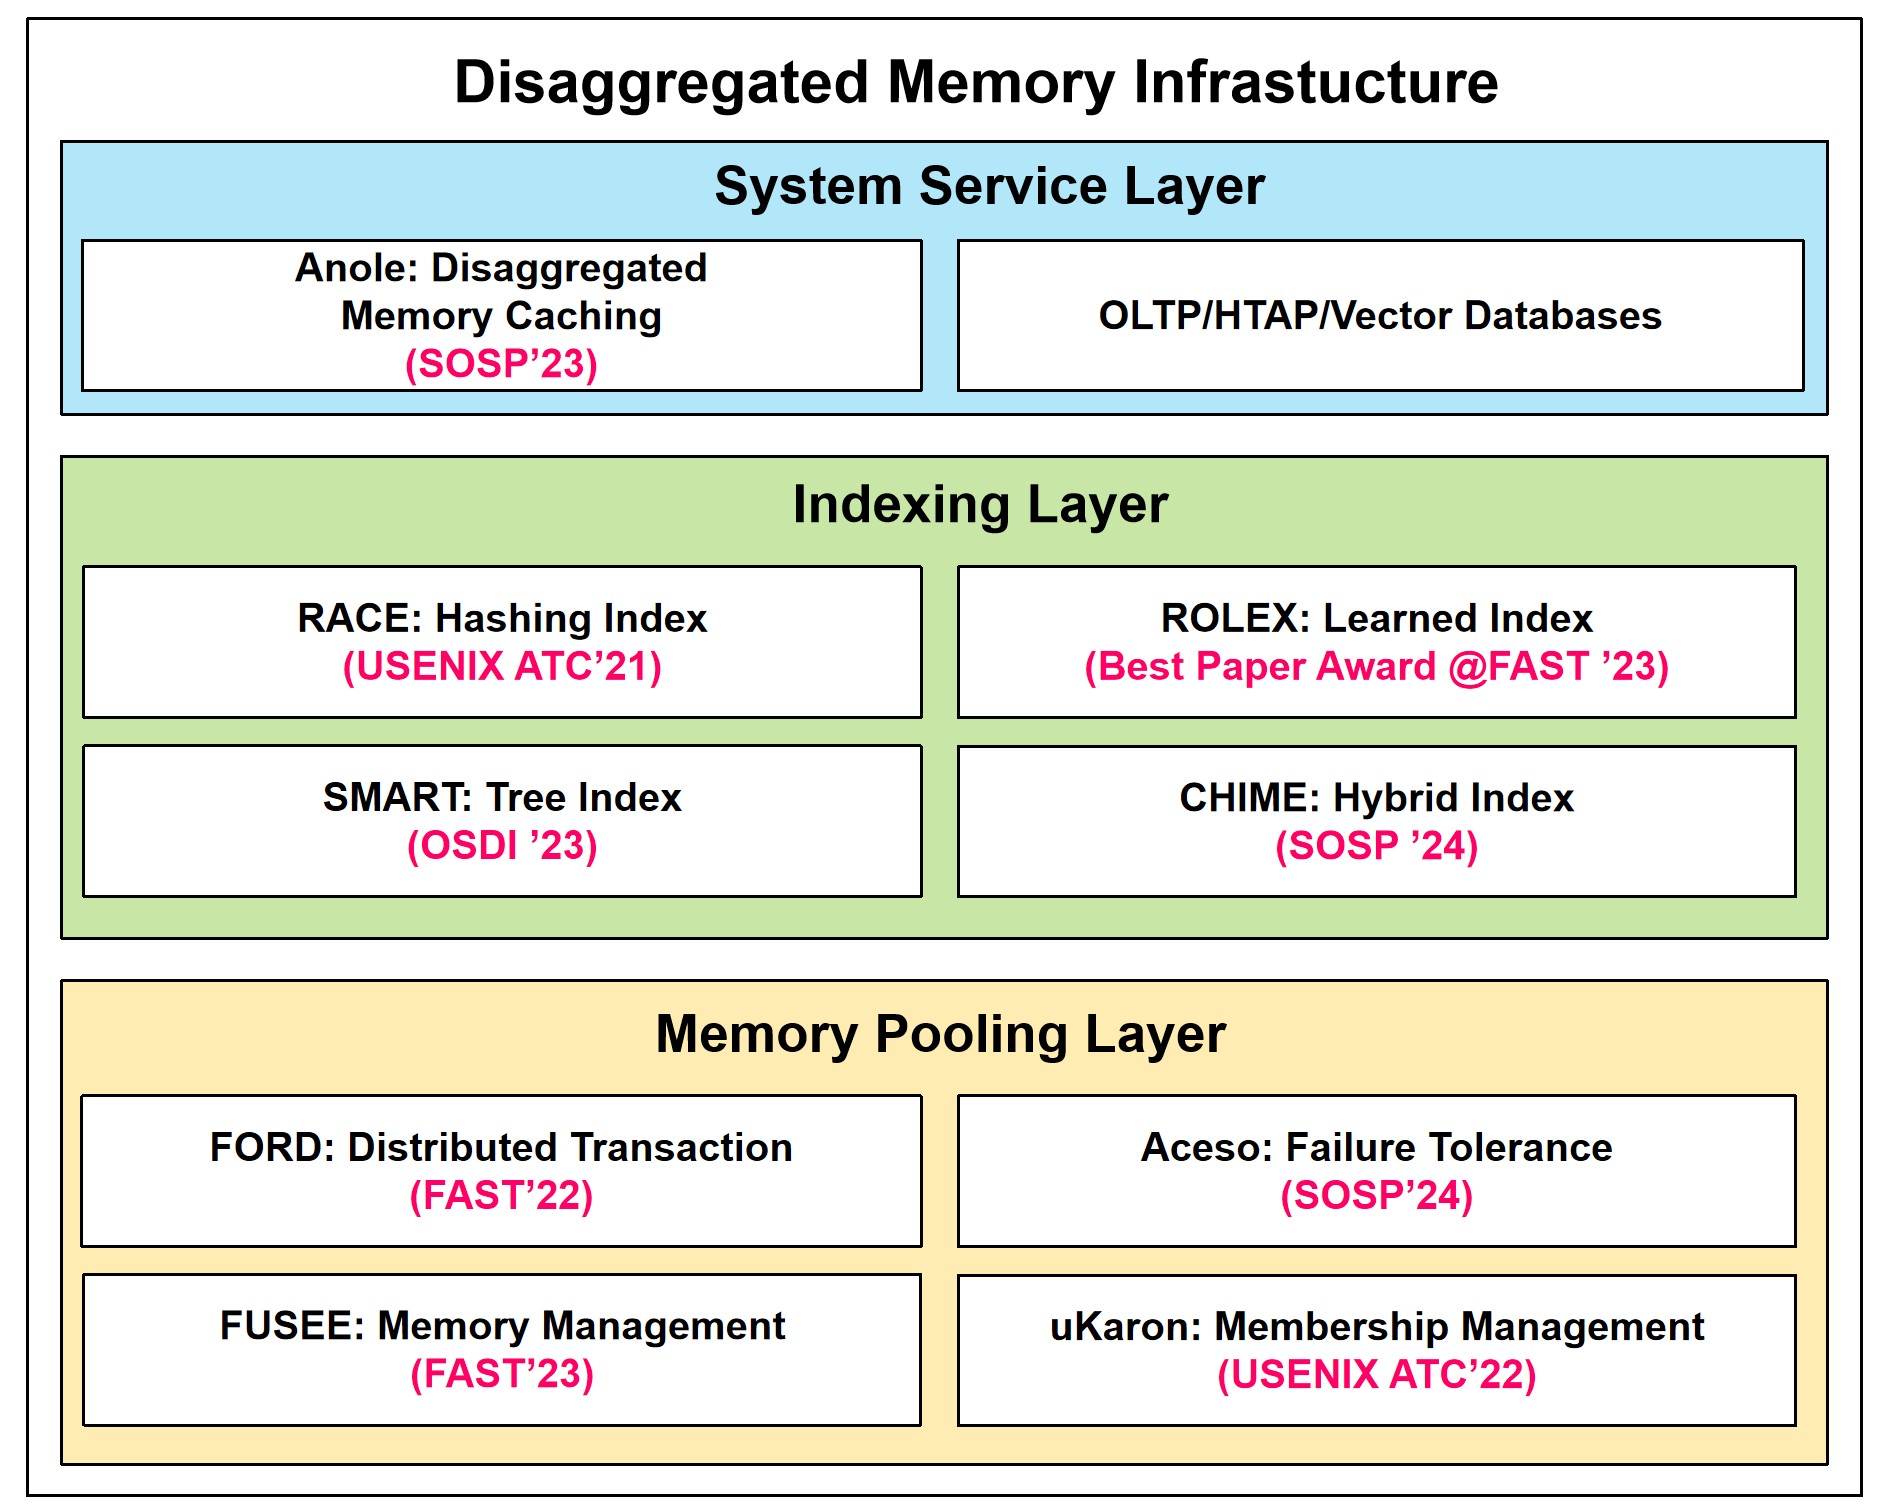 Disaggregated Memory Infrastucture
System Service Layer
Anole: Disaggregated
Memory Caching
(SOSP’23)
OLTP/HTAP/Vector Databases
Indexing Layer
RACE: Hashing Index
(USENIX ATC’21)
ROLEX: Learned Index
(Best Paper Award @FAST ’23)
SMART: Tree Index
(OSDI ’23)
CHIME: Hybrid Index
(SOSP ’24)
Memory Pooling Layer
FORD: Distributed Transaction
(FAST’22)
Aceso: Failure Tolerance
(SOSP’24)
FUSEE: Memory Management
(FAST’23)
uKaron: Membership Management
(USENIX ATC’22)